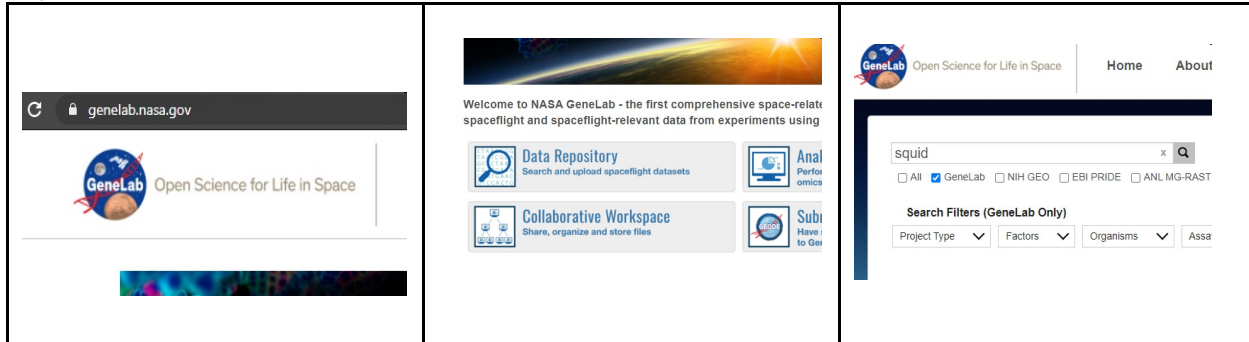 genelab.nasa.gov
GeneLab
Open Science for Life in Space
Welcome to NASA GeneLab - the first comprehensive space-relate
spaceflight and spaceflight-relevant data from experiments using
Data Repository
Search and upload spaceflight datasets
Anal
Perfor
omics
Collaborative Workspace
Share, organize and store files
GEODE
Subr
Have
to Ge
GeneLab
Open Science for Life in Space
Home
About
squid
x
All GeneLab NIH GEO EBI PRIDE ANL MG-RAST
Search Filters (GeneLab Only)
Project Type Factors Organisms Assa